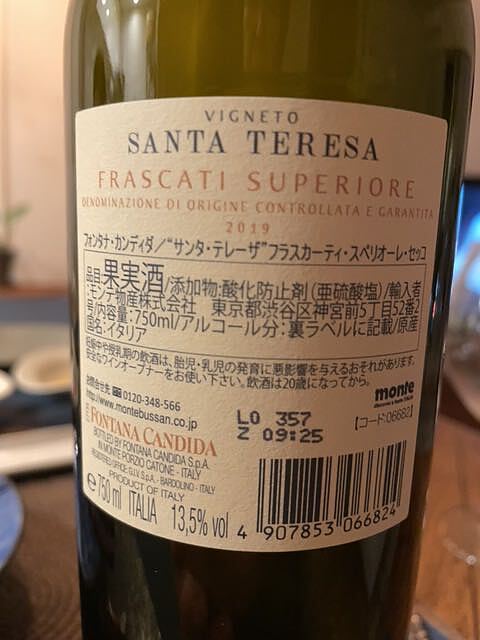 VIGNETO
SANTA TERESA
FRASCATI SUPERIORE
DENOMINAZIONE DI ORIGINE CONTROLLATA E GARANTITA
2019
フォンタナ・カンディダ/"サンタ・テレーザ"フラスカーティ・スペリオーレ・セッコ
品目:果実酒/添加物:酸化防止剤(亜硫酸塩)/輸入者
:モンテ物産株式会社 東京都渋谷区神宮前5丁目52番2
号/内容量:750ml/アルコール分:裏ラベルに記載/原産
国名:イタリア
妊娠中や授乳期の飲酒は、胎児・乳児の発育に悪影響を与えるおそれがあります。
安全なワインオープナーをお使い下さい。飲酒は20歳になってから。
お問合せ先 0120-348-566
http://www.montebussan.co.jp
monte
【コード:06682】
L0 357
Z 09:25
FONTANA CANDIDA
BOTTLED BY FONTANA CANDIDA S.p.A.
IN MONTE PORZIO CATONE - ITALY
REGISTERED OFFICE: G.I.V. S.p.A. - BARDOLINO - ITALY
PRODUCT OF ITALY
e 750 ml ITALIA 13,5% vol
4 907853 066824